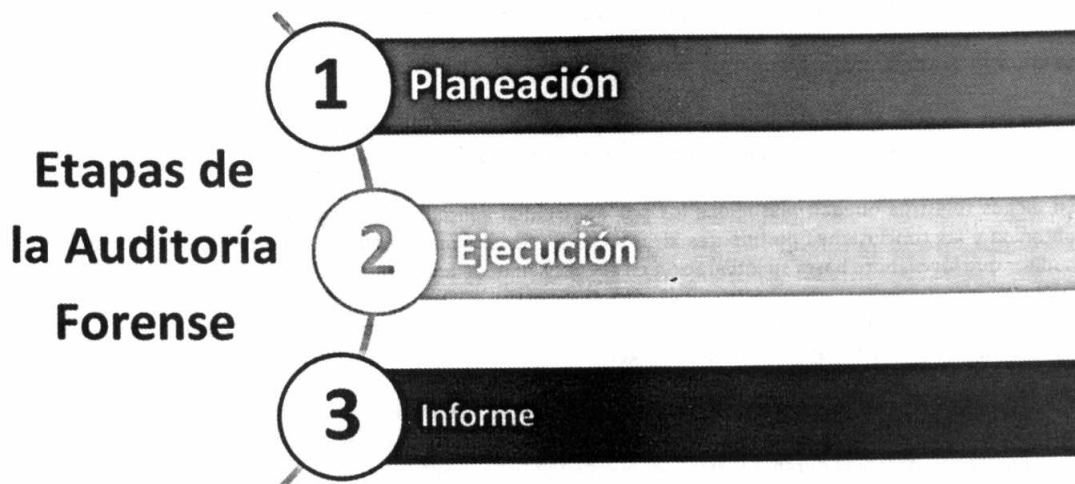 Etapas de
la Auditoría
Forense
1 Planeación
2 Ejecución
3 Informe